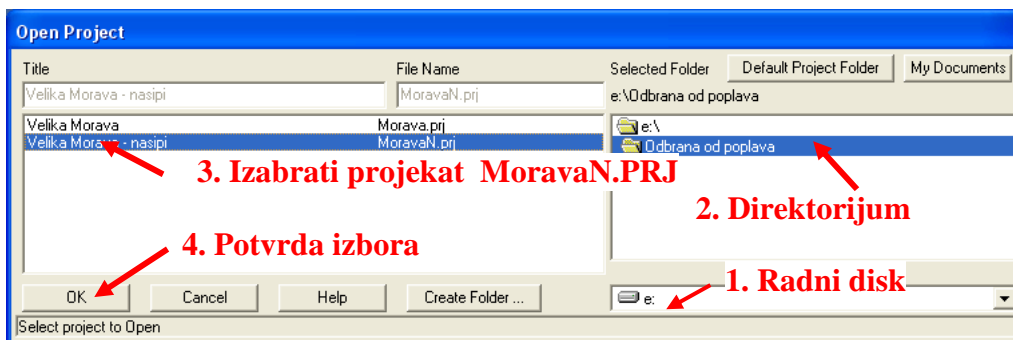 Open Project
Title File Name Selected Folder Default Project Folder My Documents
Velika Morava - nasipi MoravaN.prj e:\Odbrana od poplava
Velika Morava Morava.prj e:\
Velika Morava - nasipi MoravaN.prj Odbrana od poplava
3. Izabrati projekat MoravaN.PRJ
2. Direktorijum
4. Potvrda izbora
1. Radni disk
OK Cancel Help Create Folder ... e:
Select project to Open